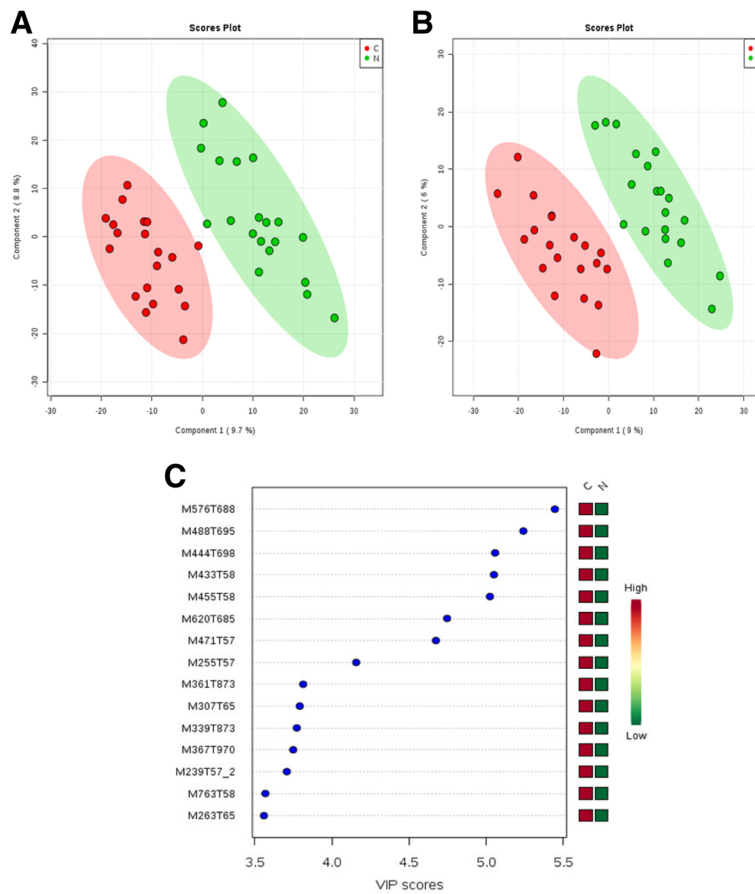 A
Scores Plot
C
N
40
30
20
10
0
-10
-20
-30
Component 2 ( 8.8 %)
-30 -20 -10 0 10 20 30
Component 1 ( 9.7 %)
B
Scores Plot
30
20
10
0
-10
-20
Component 2 ( 6 %)
-30 -20 -10 0 10 20 30
Component 1 ( 9 %)
C
C N
M576T688
M488T695
M444T698
M433T58
M455T58
M620T685
M471T57
M255T57
M361T873
M307T65
M339T873
M367T970
M239T57_2
M763T58
M263T65
High
Low
3.5 4.0 4.5 5.0 5.5
VIP scores